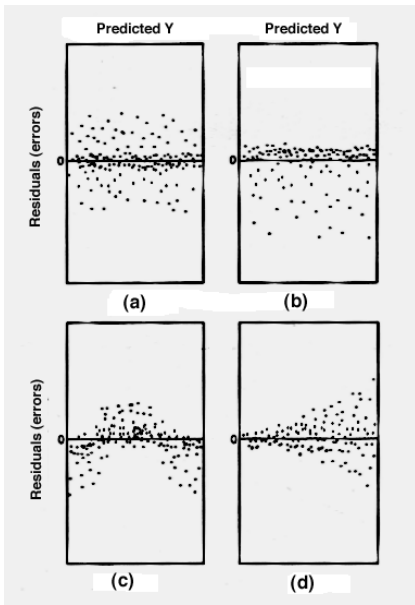 Predicted Y Predicted Y
Residuals (errors)
0 0
(a) (b)
Residuals (errors)
0 0
(c) (d)